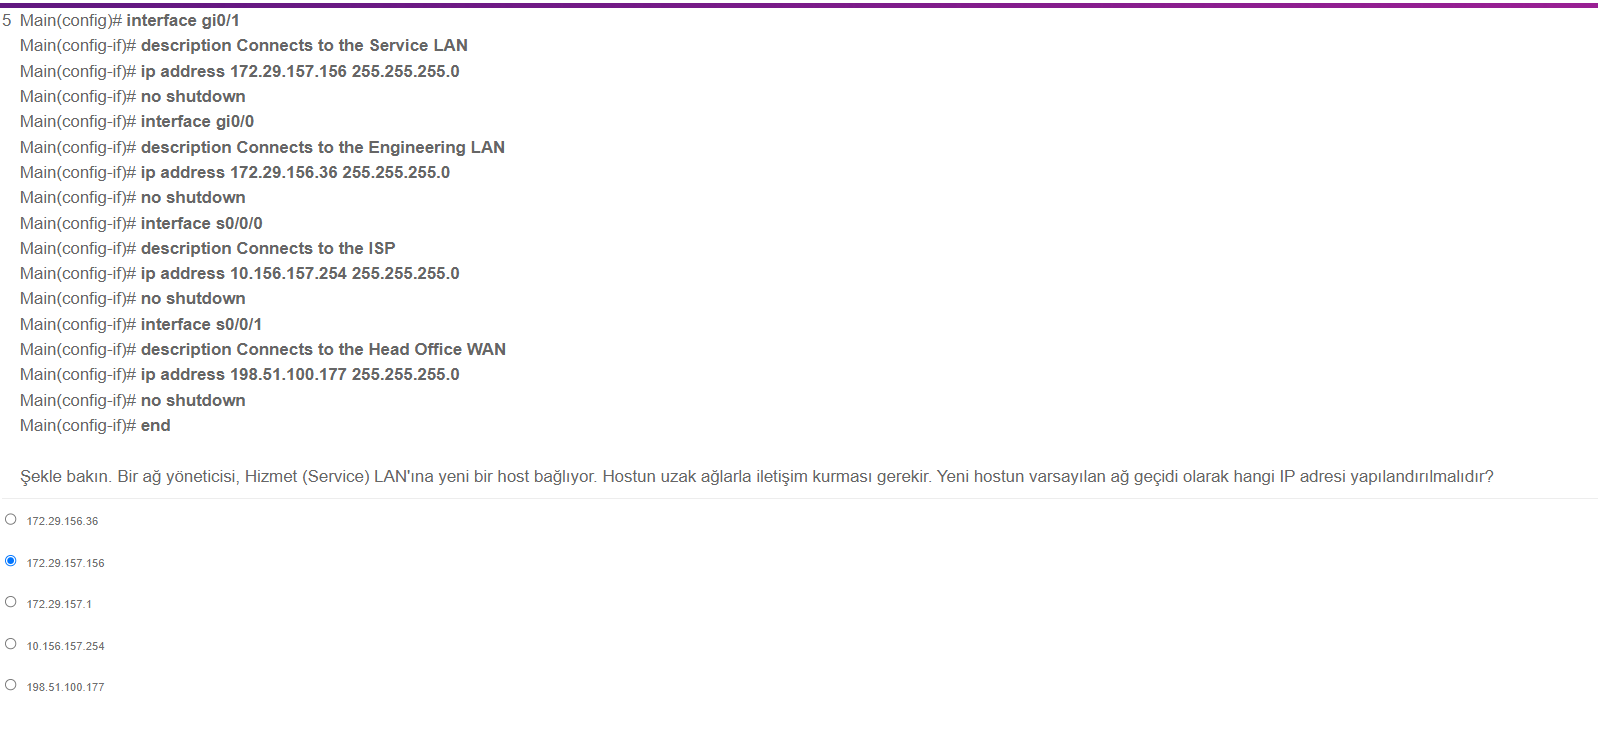 5 Main(config)# interface gi0/1
Main(config-if)# description Connects to the Service LAN
Main(config-if)# ip address 172.29.157.156 255.255.255.0
Main(config-if)# no shutdown
Main(config-if)# interface gi0/0
Main(config-if)# description Connects to the Engineering LAN
Main(config-if)# ip address 172.29.156.36 255.255.255.0
Main(config-if)# no shutdown
Main(config-if)# interface s0/0/0
Main(config-if)# description Connects to the ISP
Main(config-if)# ip address 10.156.157.254 255.255.255.0
Main(config-if)# no shutdown
Main(config-if)# interface s0/0/1
Main(config-if)# description Connects to the Head Office WAN
Main(config-if)# ip address 198.51.100.177 255.255.255.0
Main(config-if)# no shutdown
Main(config-if)# end
Şekle bakın. Bir ağ yöneticisi, Hizmet (Service) LAN'ına yeni bir host bağlıyor. Hostun uzak ağlarla iletişim kurması gerekir. Yeni hostun varsayılan ağ geçidi olarak hangi IP adresi yapılandırılmalıdır?
172.29.156.36
172.29.157.156
172.29.157.1
10.156.157.254
198.51.100.177